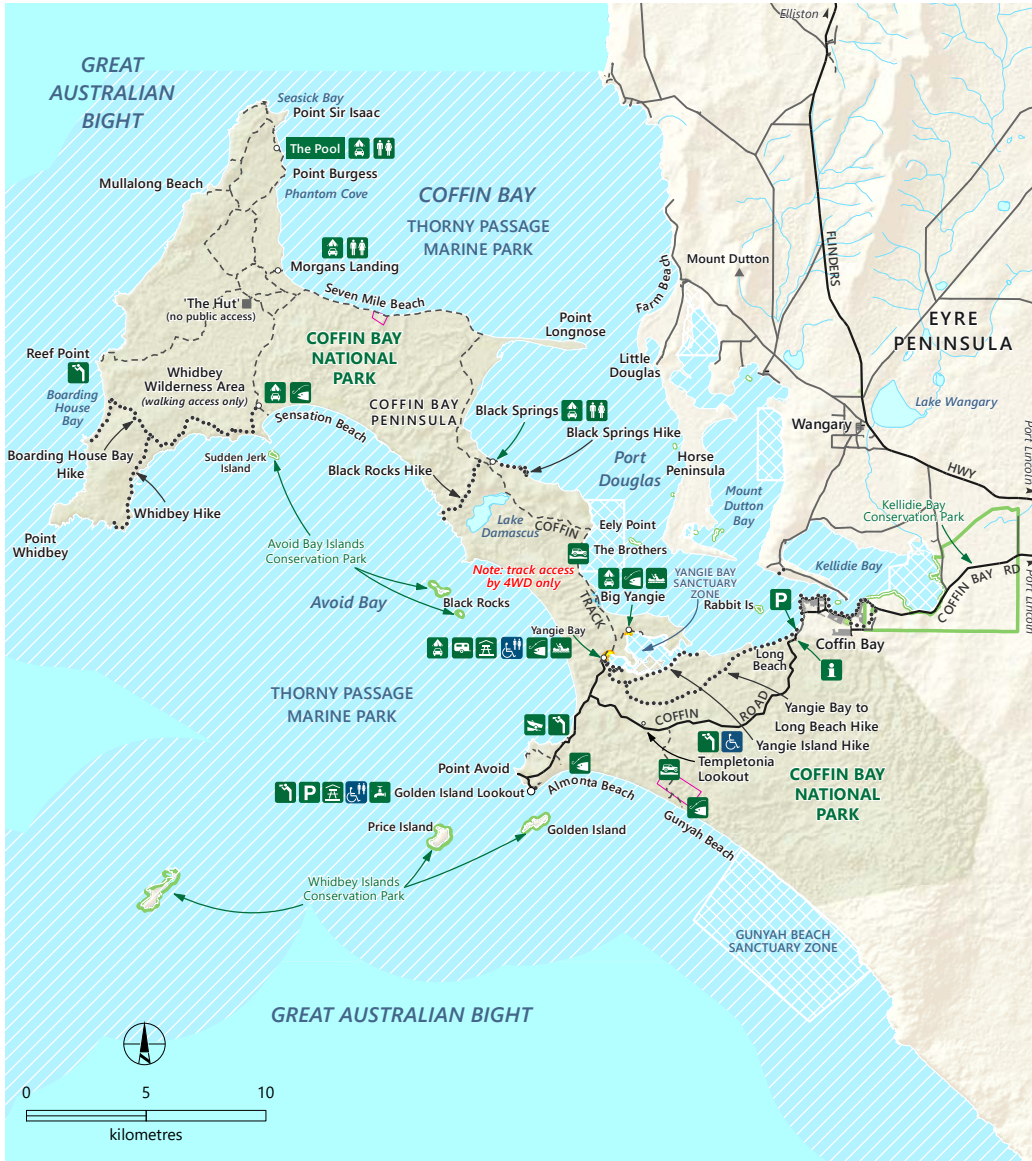 Elliston
GREAT
AUSTRALIAN
BIGHT
Seasick Bay
Point Sir Isaac
The Pool
Point Burgess
Mullalong Beach
Phantom Cove
COFFIN BAY
THORNY PASSAGE
MARINE PARK
FLINDERS
Mount Dutton
Morgans Landing
Farm Beach
Seven Mile Beach
'The Hut'
(no public access)
EYRE
PENINSULA
Point
Longnose
COFFIN BAY
NATIONAL
PARK
Reef Point
Little
Douglas
Whidbey
Wilderness Area
(walking access only)
Boarding
House
Bay
COFFIN BAY
PENINSULA
Lake Wangary
Black Springs
Sensation Beach
Wangary
Black Springs Hike
Port Lincoln
Boarding House Bay
Hike
Sudden Jerk
Island
Black Rocks Hike
Port
Douglas
Horse
Peninsula
HWY
Mount
Dutton
Bay
Kellidie Bay
Conservation Park
Whidbey Hike
Lake
Damascus
COFFIN
Eely Point
Point
Whidbey
Avoid Bay Islands
Conservation Park
The Brothers
Note: track access
by 4WD only
YANGIE BAY
SANCTUARY
ZONE
Kellidie Bay
COFFIN BAY RD
Port Lincoln
Avoid Bay
Black Rocks
TRACK
Big Yangie
Rabbit Is
P
Yangie Bay
Coffin Bay
Long
Beach
i
THORNY PASSAGE
MARINE PARK
COFFIN
ROAD
Yangie Bay to
Long Beach Hike
Yangie Island Hike
Templetonia
Lookout
Point Avoid
COFFIN BAY
NATIONAL
PARK
P
Golden Island Lookout
Almonta Beach
Price Island
Golden Island
Gunyah Beach
Whidbey Islands
Conservation Park
GUNYAH BEACH
SANCTUARY ZONE
GREAT AUSTRALIAN BIGHT
0 5 10
kilometres